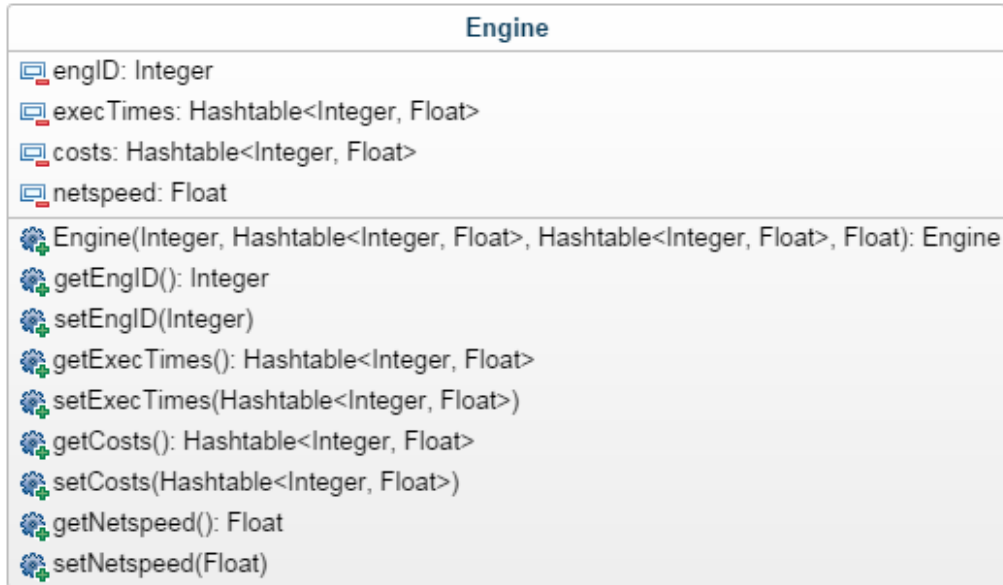 Engine
engID: Integer
execTimes: Hashtable<Integer, Float>
costs: Hashtable<Integer, Float>
netspeed: Float
Engine(Integer, Hashtable<Integer, Float>, Hashtable<Integer, Float>, Float): Engine
getEngID(): Integer
setEngID(Integer)
getExecTimes(): Hashtable<Integer, Float>
setExecTimes(Hashtable<Integer, Float>)
getCosts(): Hashtable<Integer, Float>
setCosts(Hashtable<Integer, Float>)
getNetspeed(): Float
setNetspeed(Float)